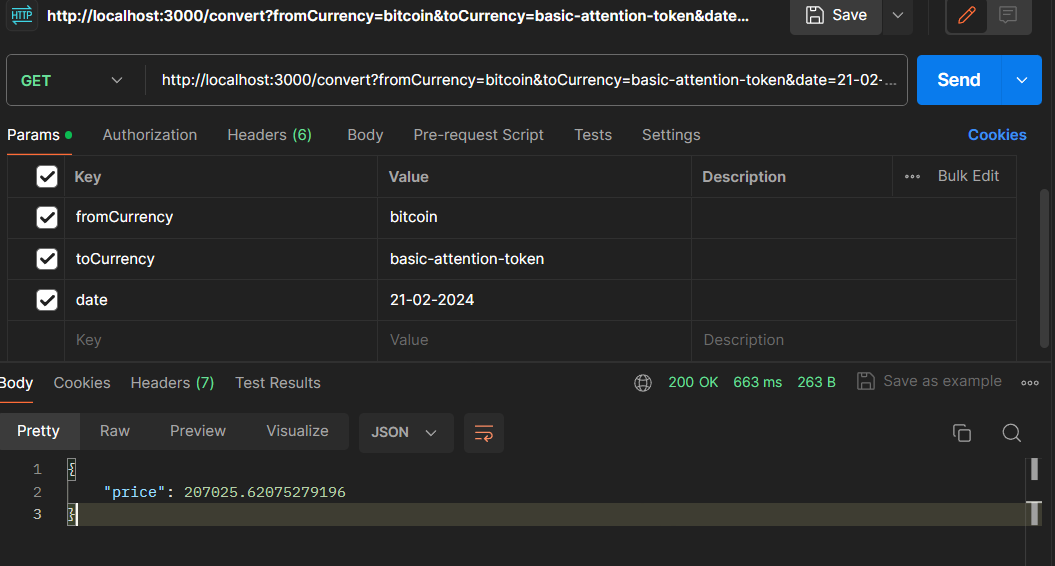 HTTP http://localhost:3000/convert?fromCurrency=bitcoin&toCurrency=basic-attention-token&date... Save
GET http://localhost:3000/convert?fromCurrency=bitcoin&toCurrency=basic-attention-token&date=21-02-... Send
Params Authorization Headers (6) Body Pre-request Script Tests Settings Cookies
Key Value Description ••• Bulk Edit
fromCurrency bitcoin
toCurrency basic-attention-token
date 21-02-2024
Key Value Description
Body Cookies Headers (7) Test Results 200 OK 663 ms 263 B Save as example
Pretty Raw Preview Visualize JSON
1 {
2 "price": 207025.62075279196
3 }